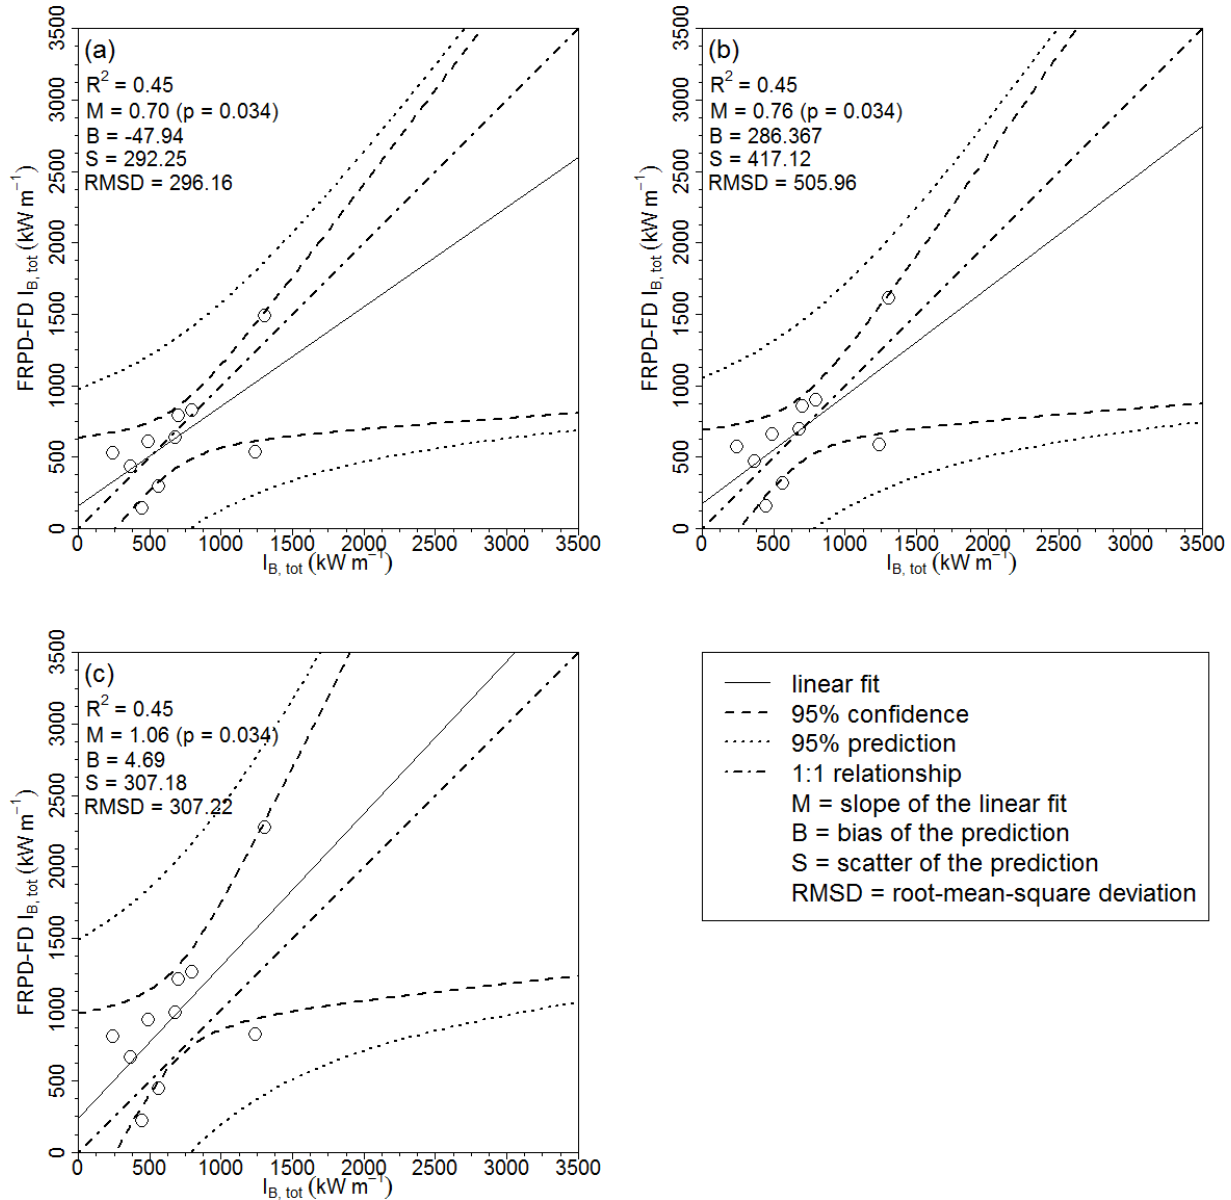 (a)
R² = 0.45
M = 0.70 (p = 0.034)
B = -47.94
S = 292.25
RMSD = 296.16
FRPD-FD I_B, tot (kW m⁻¹)
0 500 1000 1500 2000 2500 3000 3500
0 500 1000 1500 2000 2500 3000 3500
I_B, tot (kW m⁻¹)
(b)
R² = 0.45
M = 0.76 (p = 0.034)
B = 286.367
S = 417.12
RMSD = 505.96
FRPD-FD I_B, tot (kW m⁻¹)
0 500 1000 1500 2000 2500 3000 3500
0 500 1000 1500 2000 2500 3000 3500
I_B, tot (kW m⁻¹)
(c)
R² = 0.45
M = 1.06 (p = 0.034)
B = 4.69
S = 307.18
RMSD = 307.22
FRPD-FD I_B, tot (kW m⁻¹)
0 500 1000 1500 2000 2500 3000 3500
0 500 1000 1500 2000 2500 3000 3500
I_B, tot (kW m⁻¹)
linear fit
95% confidence
95% prediction
1:1 relationship
M = slope of the linear fit
B = bias of the prediction
S = scatter of the prediction
RMSD = root-mean-square deviation